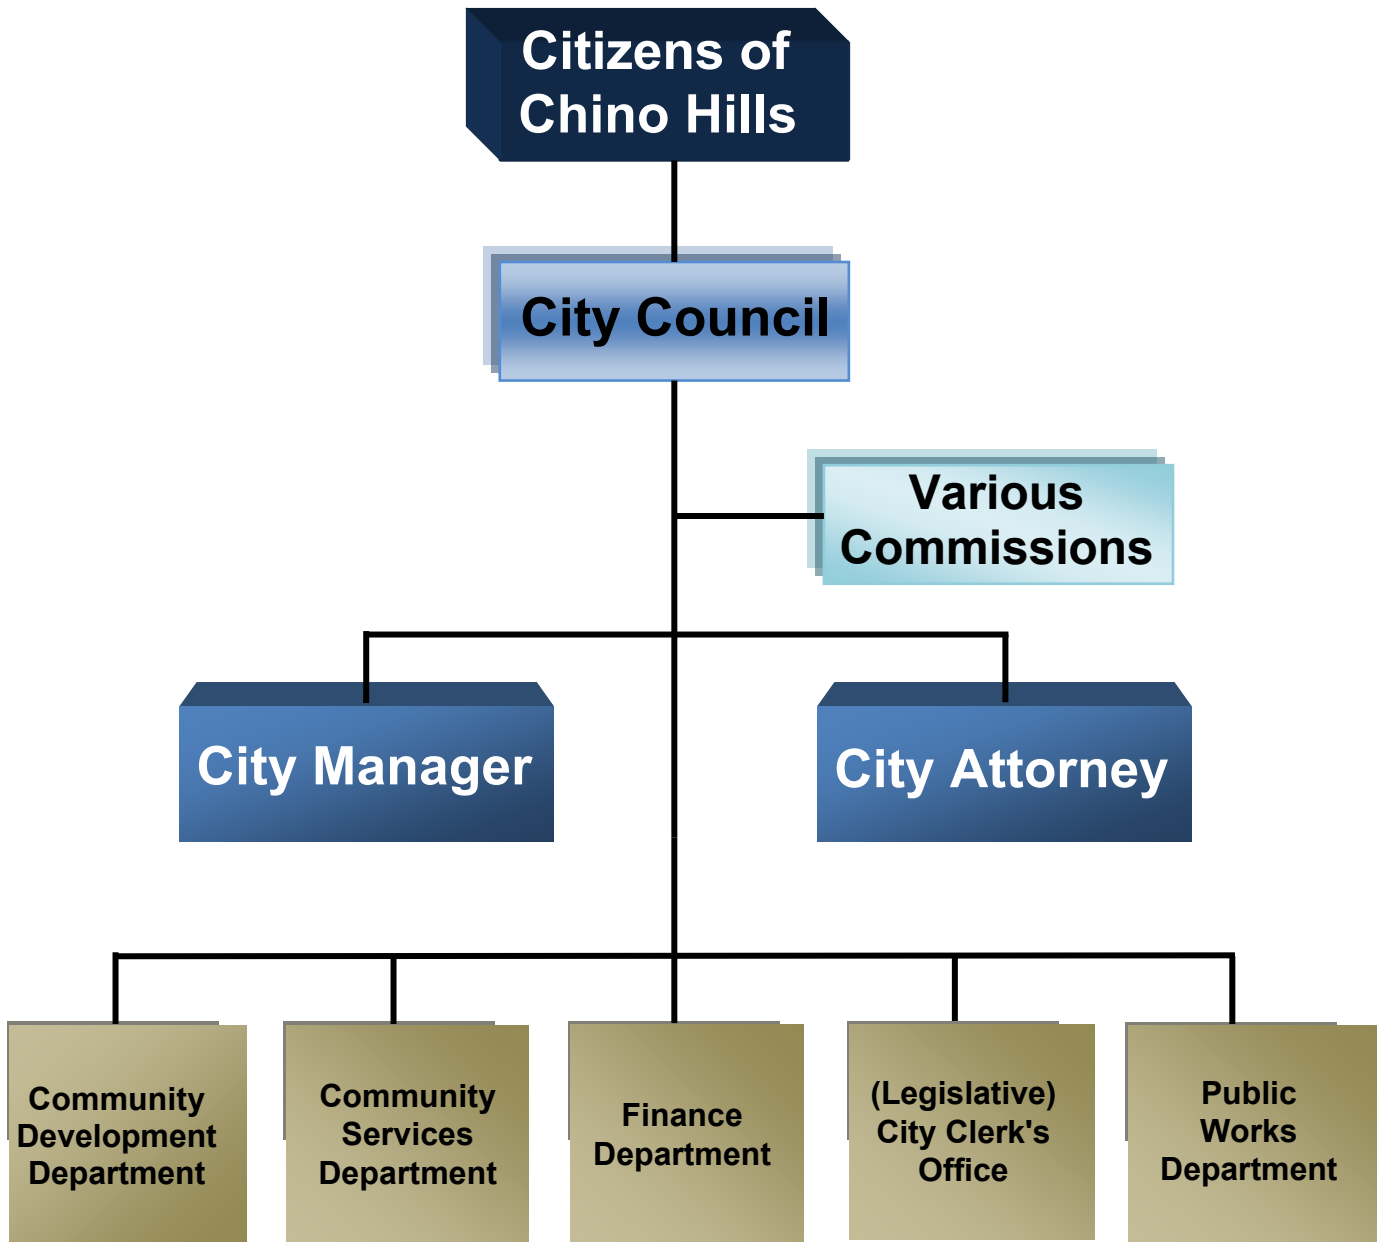 Citizens of
Chino Hills
City Council
Various
Commissions
City Manager
City Attorney
Community
Development
Department
Community
Services
Department
Finance
Department
(Legislative)
City Clerk's
Office
Public
Works
Department